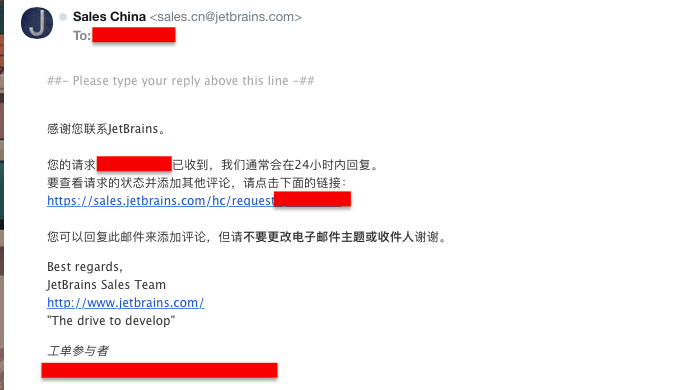 Sales China <sales.cn@jetbrains.com>
To:
##- Please type your reply above this line -##
感谢您联系JetBrains。
您的请求 已收到，我们通常会在24小时内回复。
要查看请求的状态并添加其他评论，请点击下面的链接：
https://sales.jetbrains.com/hc/request
您可以回复此邮件来添加评论，但请不要更改电子邮件主题或收件人谢谢。
Best regards,
JetBrains Sales Team
http://www.jetbrains.com/
"The drive to develop"
工单参与者